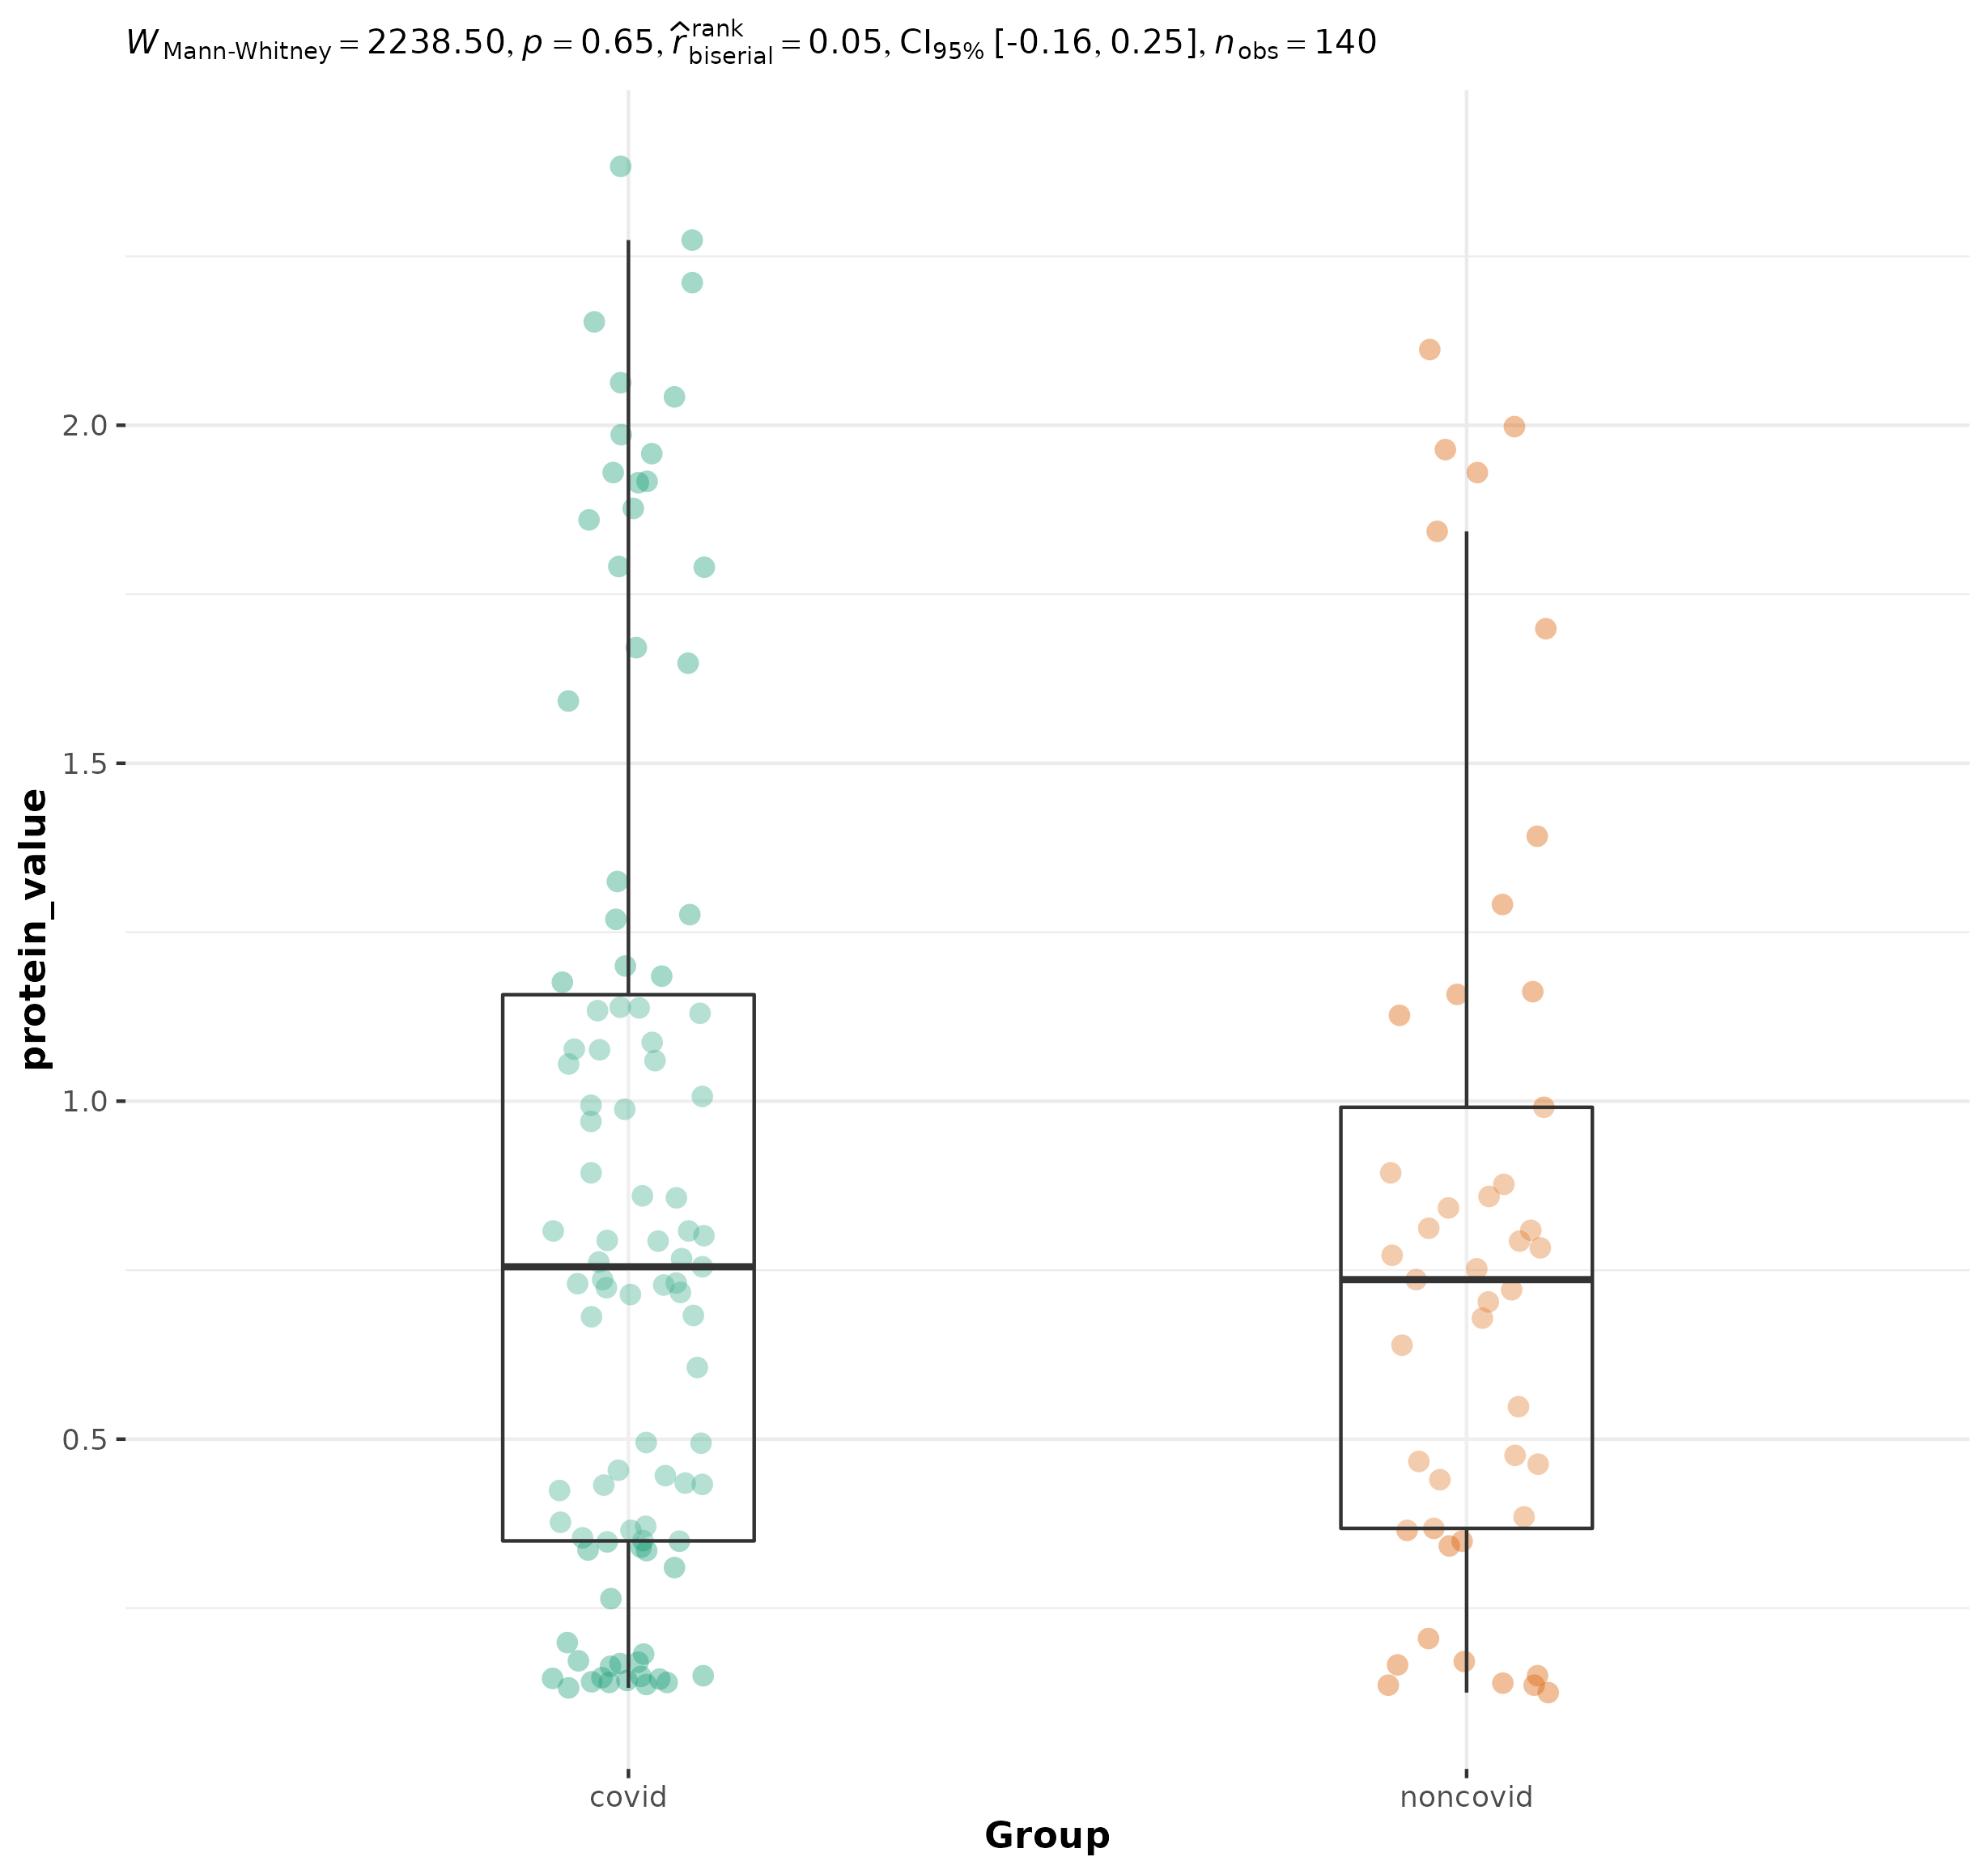 W Mann-Whitney = 2238.50, p = 0.65, r̂ rank biserial = 0.05, CI95% [-0.16, 0.25], n obs = 140
protein_value
2.0
1.5
1.0
0.5
covid noncovid
Group